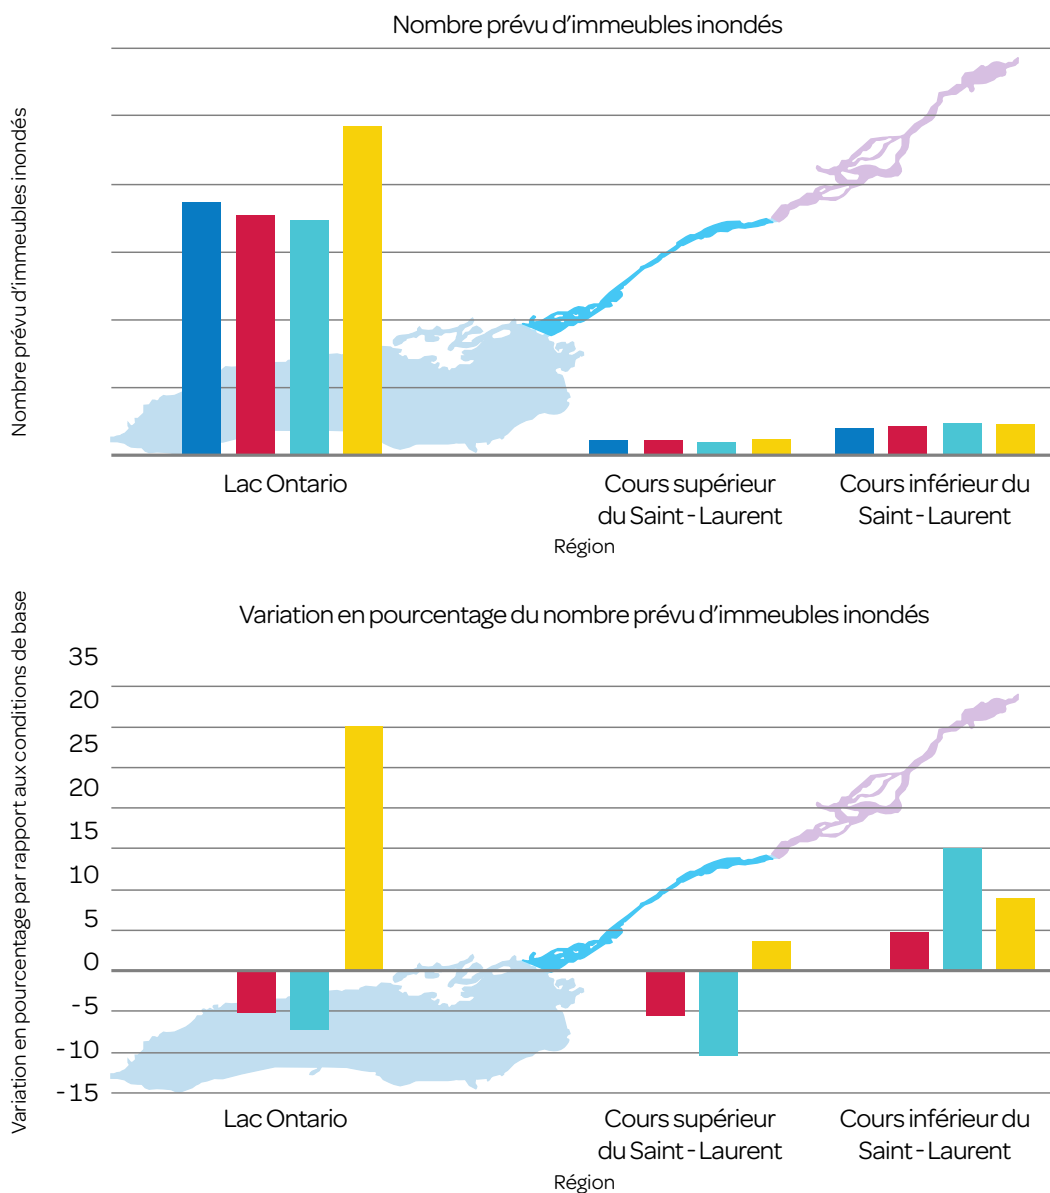 Nombre prévu d'immeubles inondés
Nombre prévu d'immeubles inondés
Lac Ontario
Cours supérieur
du Saint-Laurent
Cours inférieur du
Saint-Laurent
Région
Variation en pourcentage du nombre prévu d'immeubles inondés
Variation en pourcentage par rapport aux conditions de base
35
20
25
20
15
10
5
0
-5
-10
-15
Lac Ontario
Cours supérieur
du Saint-Laurent
Cours inférieur du
Saint-Laurent
Région